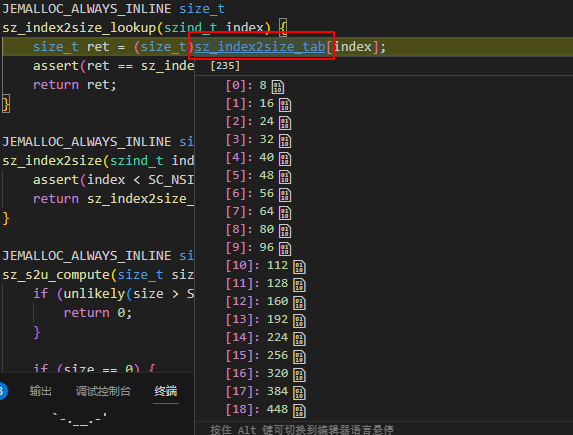 JEMALLOC_ALWAYS_INLINE size_t
sz_index2size_lookup(szind_t index) {
size_t ret = (size_t)sz_index2size_tab[index];
assert(ret == sz_inde
return ret;
}
JEMALLOC_ALWAYS_INLINE si
sz_index2size(szind_t ind
assert(index < SC_NSI
return sz_index2size_
}
JEMALLOC_ALWAYS_INLINE si
sz_s2u_compute(size_t siz
if (unlikely(size > S
return 0;
}
if (size == 0) {
[235]
[0]: 8
[1]: 16
[2]: 24
[3]: 32
[4]: 40
[5]: 48
[6]: 56
[7]: 64
[8]: 80
[9]: 96
[10]: 112
[11]: 128
[12]: 160
[13]: 192
[14]: 224
[15]: 256
[16]: 320
[17]: 384
[18]: 448
按住 Alt 键可切换到编辑器语言悬停
3 输出 调试控制台 终端
`-.__.-'